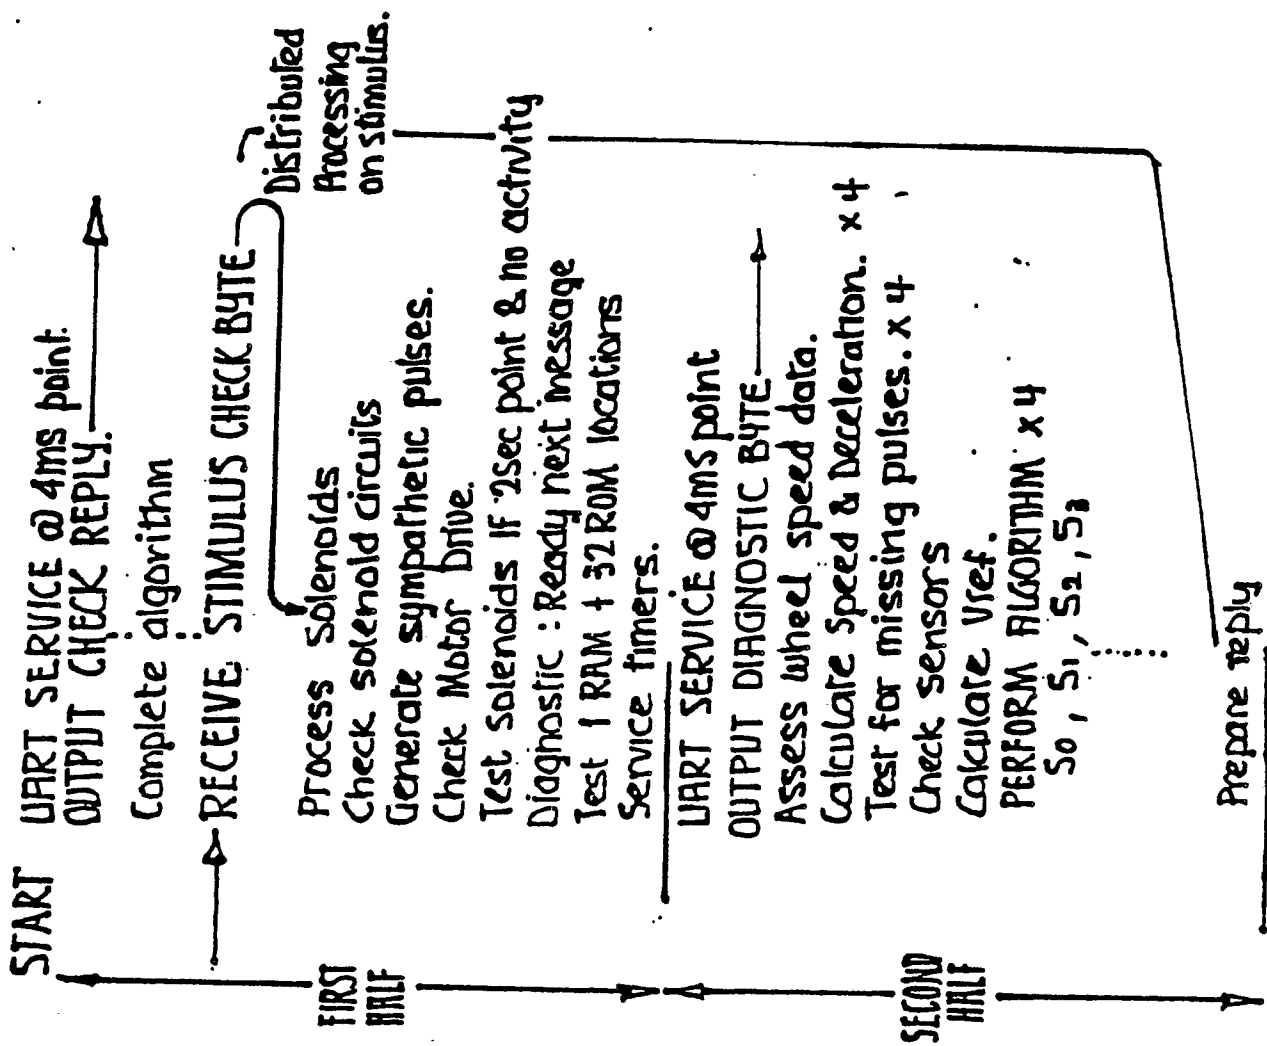 START
UART SERVICE @ 4ms point.
OUTPUT CHECK REPLY.
Complete algorithm
RECEIVE STIMULUS CHECK BYTE
Distributed
Processing
on stimulus.
Process solenoids
Check solenoid circuits
Generate sympathetic pulses.
Check Motor Drive.
Test solenoids IF 2sec point & no activity
Diagnostic :: Ready next message
Test 1 RAM + 32 ROM locations
Service timers.
FIRST
HALF
UART SERVICE @ 4ms point
OUTPUT DIAGNOSTIC BYTE
Assess wheel speed data.
Calculate Speed & Deceleration. x 4
Test for missing pulses. x 4
Check sensors
Calculate Vref.
PERFORM ALGORITHM x 4
S0, S1, S2, S3
SECOND
HALF
Prepare reply